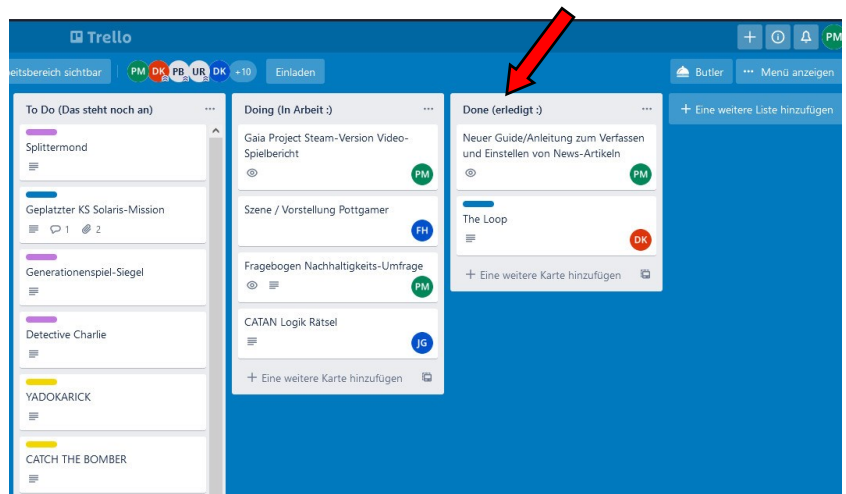 Trello
PM
eitsbereich sichtbar
PM DK PB UR DK +10
Einladen
Butler
Menü anzeigen
To Do (Das steht noch an)
Splittermond
Geplatzter KS Solaris-Mission
1 2
Generationenspiel-Siegel
Detective Charlie
YADOKARICK
CATCH THE BOMBER
Doing (In Arbeit :)
Gaia Project Steam-Version Video-
Spielbericht
PM
Szene / Vorstellung Pottgamer
FH
Fragebogen Nachhaltigkeits-Umfrage
PM
CATAN Logik Rätsel
JG
+ Eine weitere Karte hinzufügen
Done (erledigt :)
Neuer Guide/Anleitung zum Verfassen
und Einstellen von News-Artikeln
PM
The Loop
DK
+ Eine weitere Karte hinzufügen
+ Eine weitere Liste hinzufügen